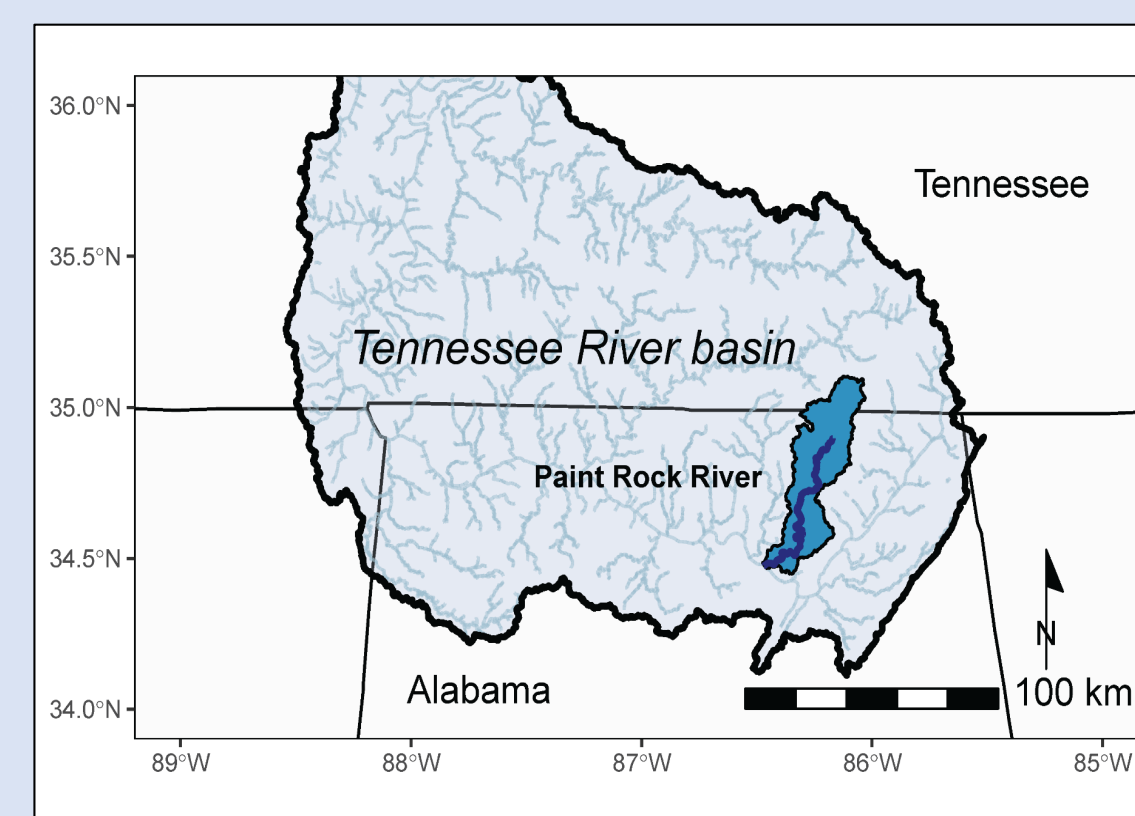 36.0°N
Tennessee
35.5°N
Tennessee River basin
35.0°N
Paint Rock River
34.5°N
N
Alabama
100 km
34.0°N
89°W
88°W
87°W
86°W
85°W